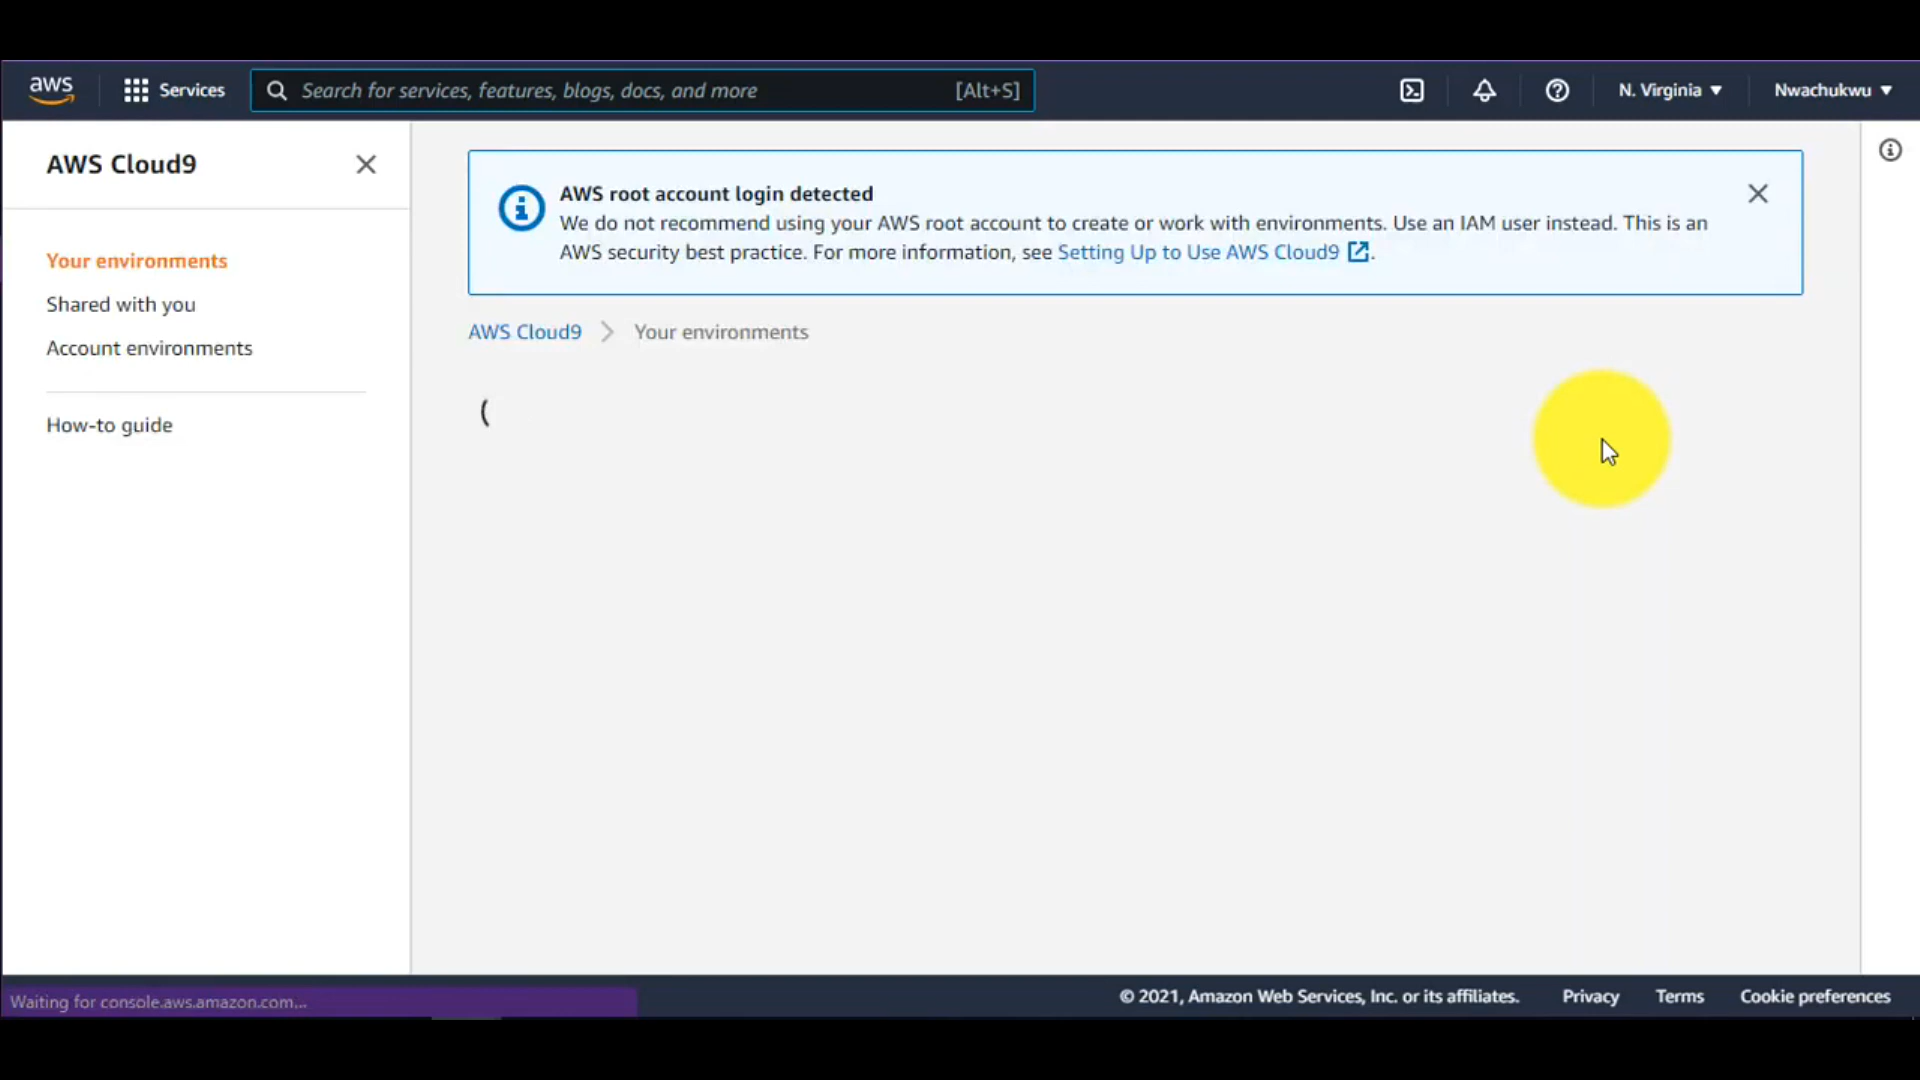 aws
Services
Search for services, features, blogs, docs, and more [Alt+S]
N. Virginia ▼
Nwachukwu ▼
AWS Cloud9
Your environments
Shared with you
Account environments
How-to guide
AWS root account login detected
We do not recommend using your AWS root account to create or work with environments. Use an IAM user instead. This is an
AWS security best practice. For more information, see Setting Up to Use AWS Cloud9.
AWS Cloud9 > Your environments
Waiting for console.aws.amazon.com...
© 2021, Amazon Web Services, Inc. or its affiliates. Privacy Terms Cookie preferences